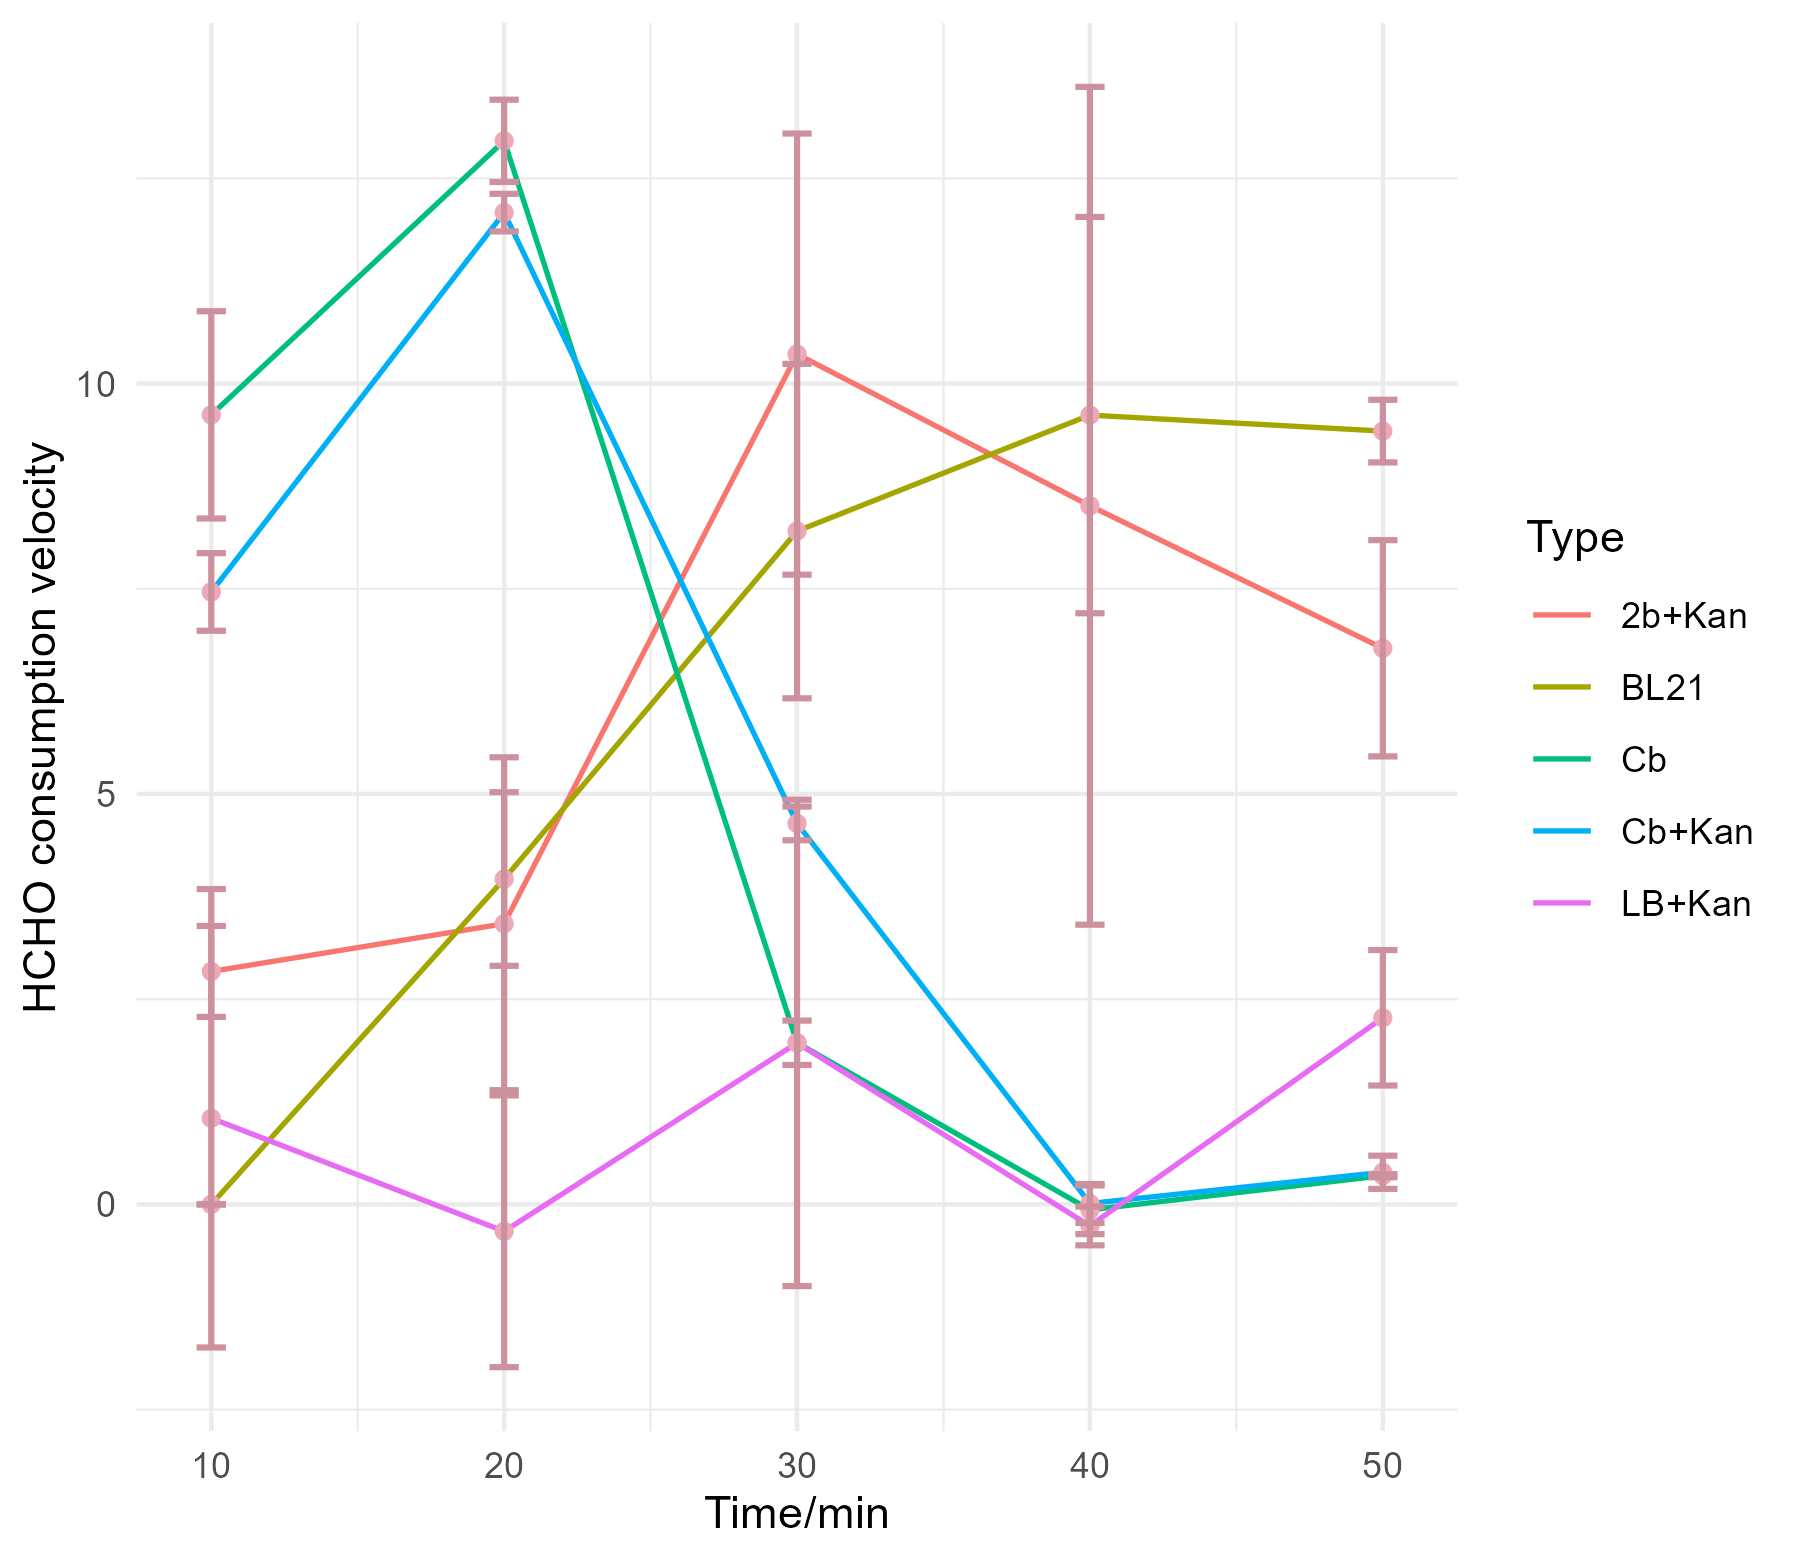 HCHO consumption velocity
10
5
0
10 20 30 40 50
Time/min
Type
2b+Kan
BL21
Cb
Cb+Kan
LB+Kan